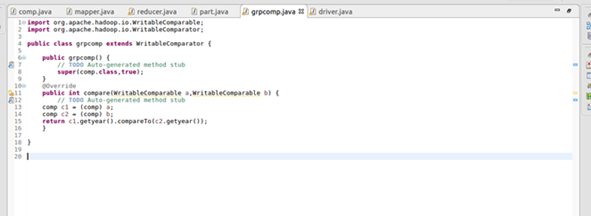 comp.java mapper.java reducer.java part.java grpcomp.java driver.java
1 import org.apache.hadoop.io.WritableComparable;
2 import org.apache.hadoop.io.WritableComparator;
3
4 public class grpcomp extends WritableComparator {
5
6 public grpcomp() {
7 // TODO Auto-generated method stub
8 super(comp.class,true);
9 }
10 @Override
11 public int compare(WritableComparable a,WritableComparable b) {
12 // TODO Auto-generated method stub
13 comp c1 = (comp) a;
14 comp c2 = (comp) b;
15 return c1.getyear().compareTo(c2.getyear());
16 }
17
18 }
19
20